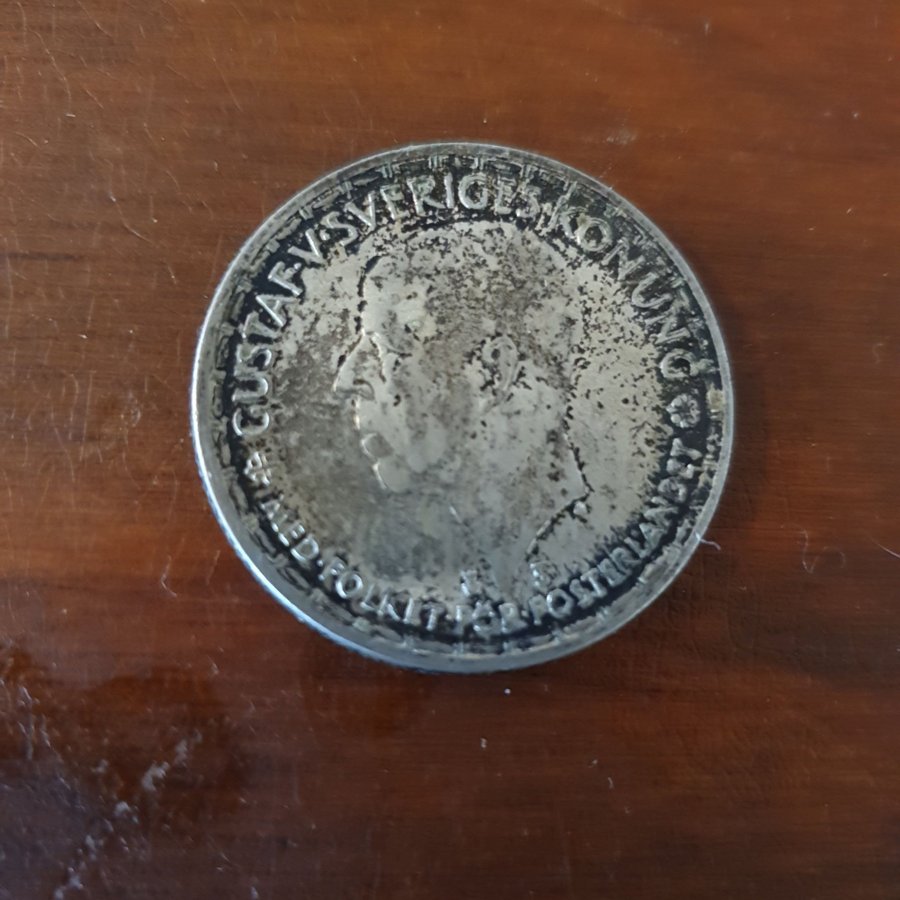 GUSTAF·V·SVERIGES KONUNG
MED·FOLKET·FÖR·FOSTERLANDET